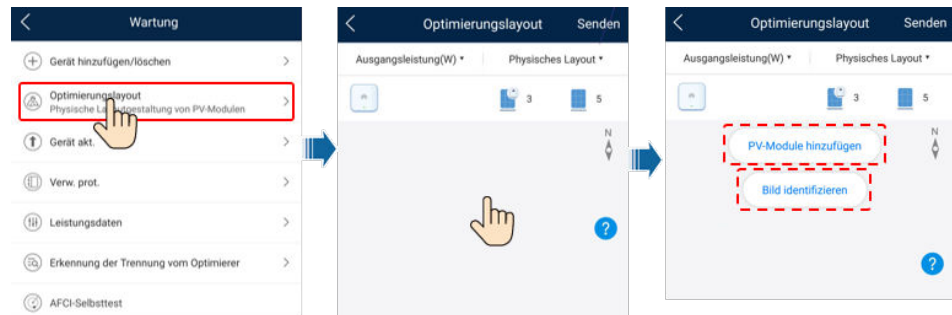 Wartung
Gerät hinzufügen/löschen
Optimierungslayout
Physische Layoutgestaltung von PV-Modulen
Gerät akt.
Verw. prot.
Leistungsdaten
Erkennung der Trennung vom Optimierer
AFCI-Selbsttest
Optimierungslayout Senden
Ausgangsleistung(W) Physisches Layout
3 5
N
?
Optimierungslayout Senden
Ausgangsleistung(W) Physisches Layout
3 5
N
PV-Module hinzufügen
Bild identifizieren
?